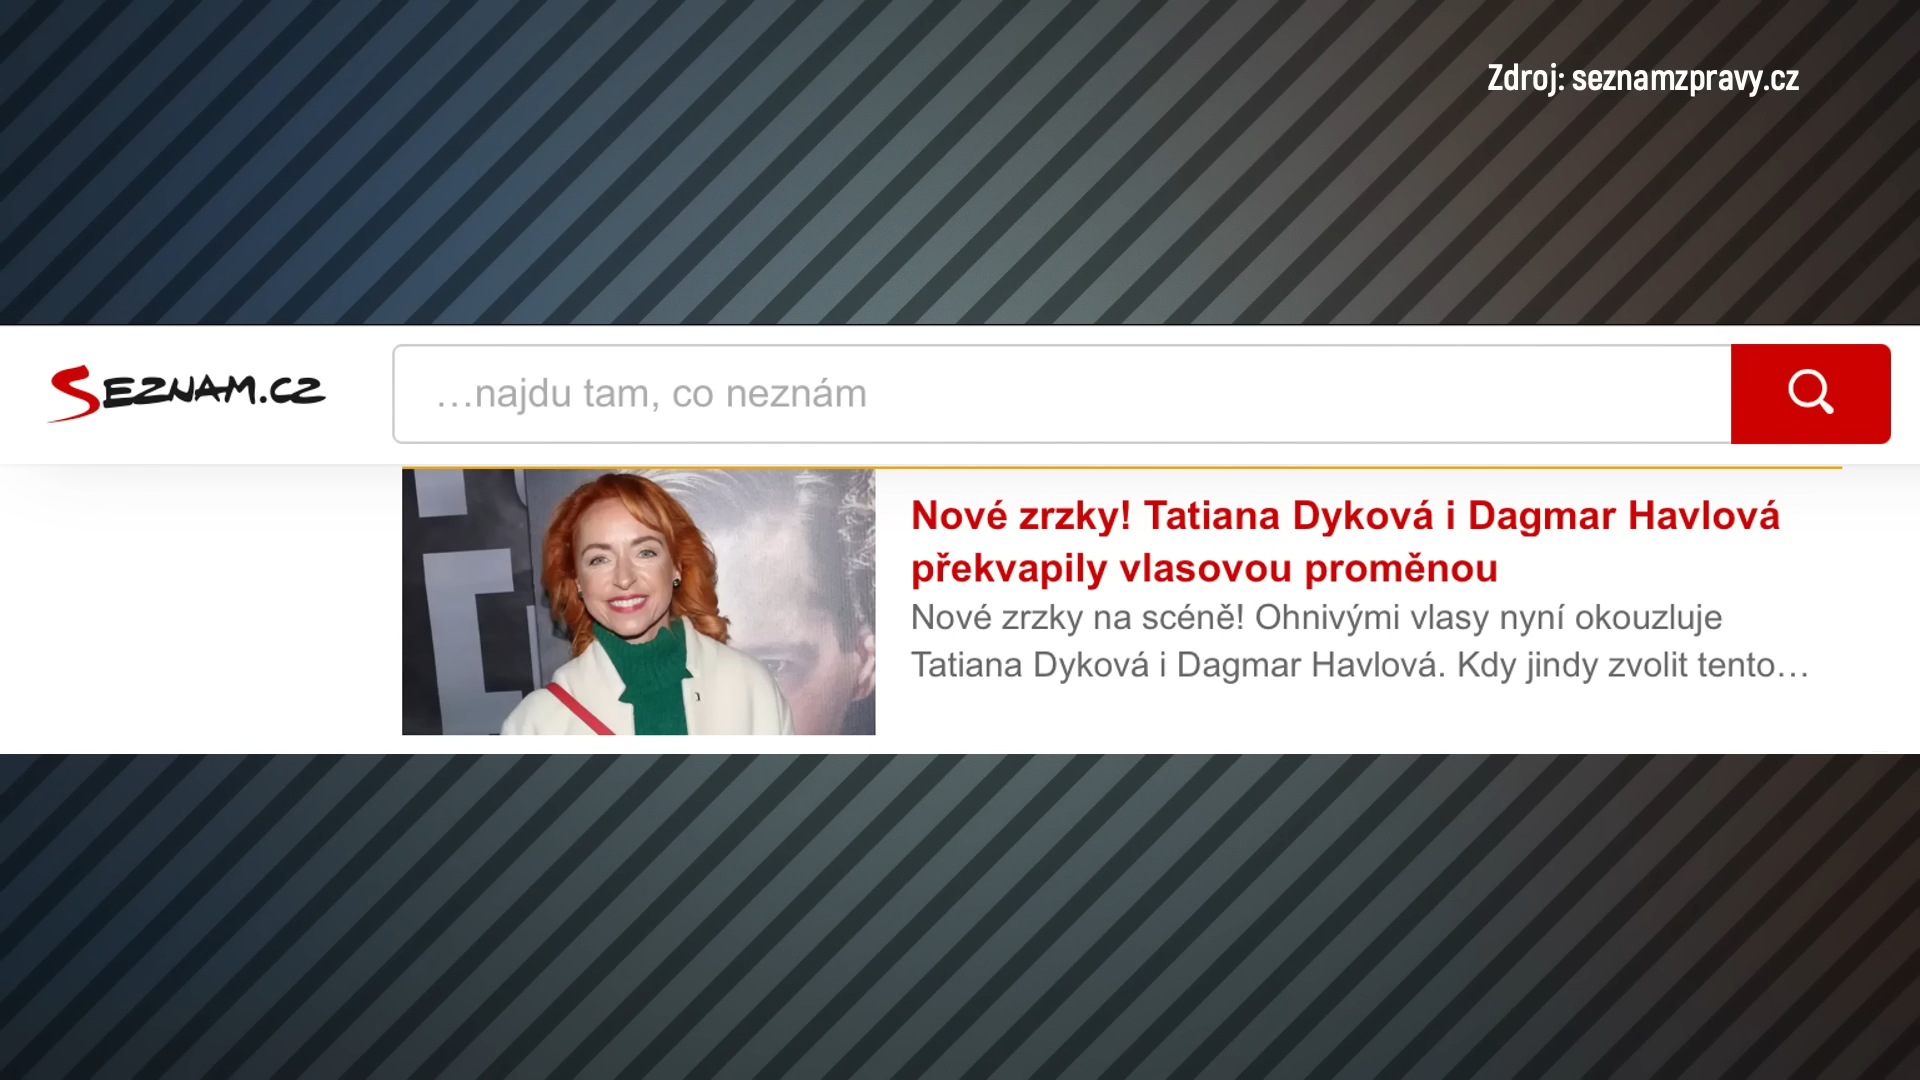 Zdroj: seznamzpravy.cz
SEZNAM.CZ
...najdu tam, co neznám
Nové zrzky! Tatiana Dyková i Dagmar Havlová
překvapily vlasovou proměnou
Nové zrzky na scéně! Ohnivými vlasy nyní okouzluje
Tatiana Dyková i Dagmar Havlová. Kdy jindy zvolit tento...